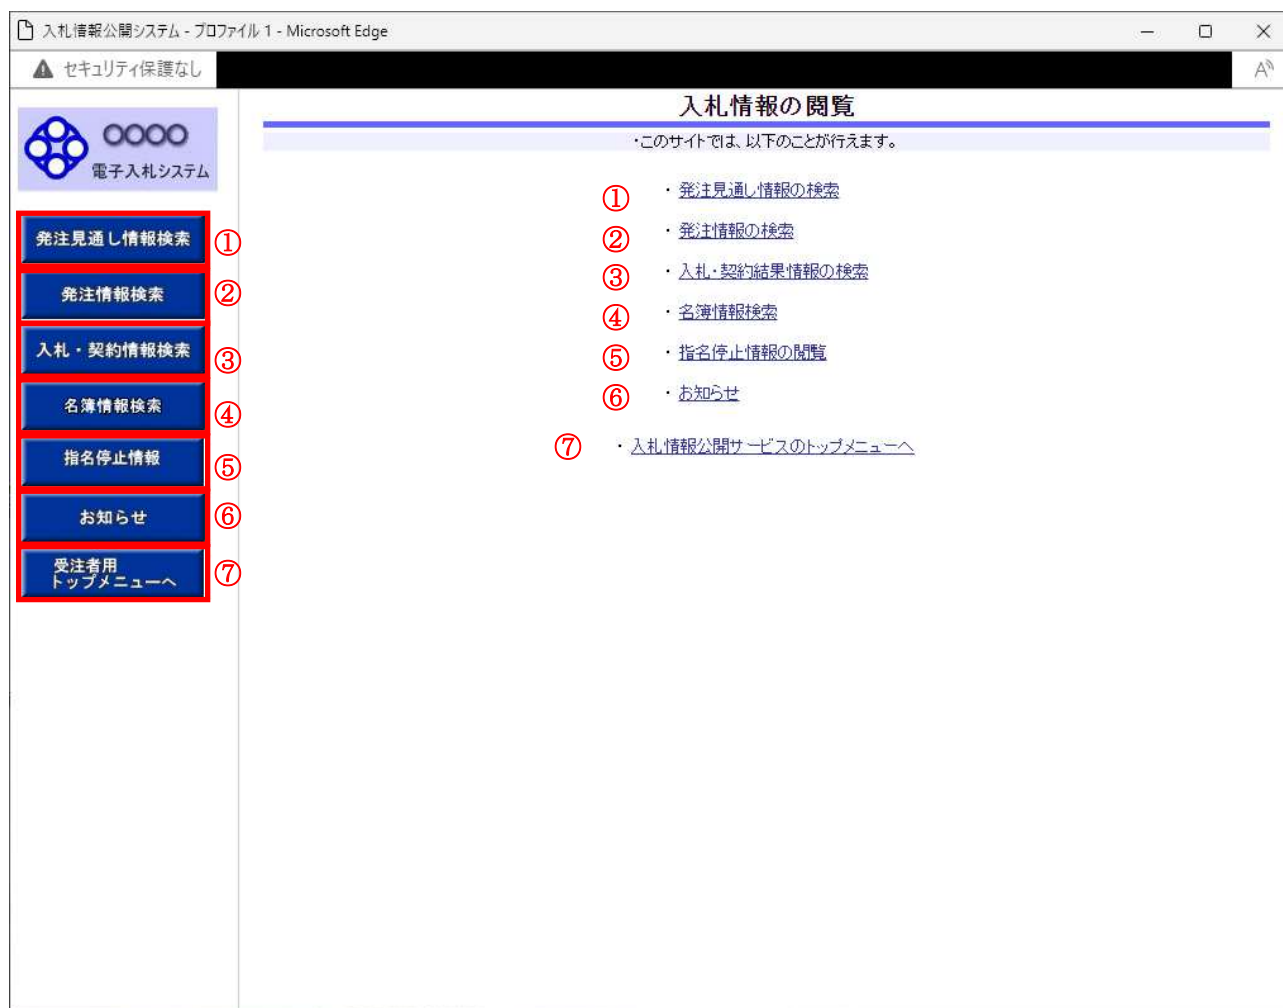 入札情報公開システム - プロファイル 1 - Microsoft Edge
セキュリティ保護なし
A
〇〇〇〇
電子入札システム
発注見通し情報検索 ①
発注情報検索 ②
入札・契約情報検索 ③
名簿情報検索 ④
指名停止情報 ⑤
お知らせ ⑥
受注者用
トップメニューへ ⑦
入札情報の閲覧
・このサイトでは、以下のことが行えます。
① ・発注見通し情報の検索
② ・発注情報の検索
③ ・入札・契約結果情報の検索
④ ・名簿情報検索
⑤ ・指名停止情報の閲覧
⑥ ・お知らせ
⑦ ・入札情報公開サービスのトップメニューへ